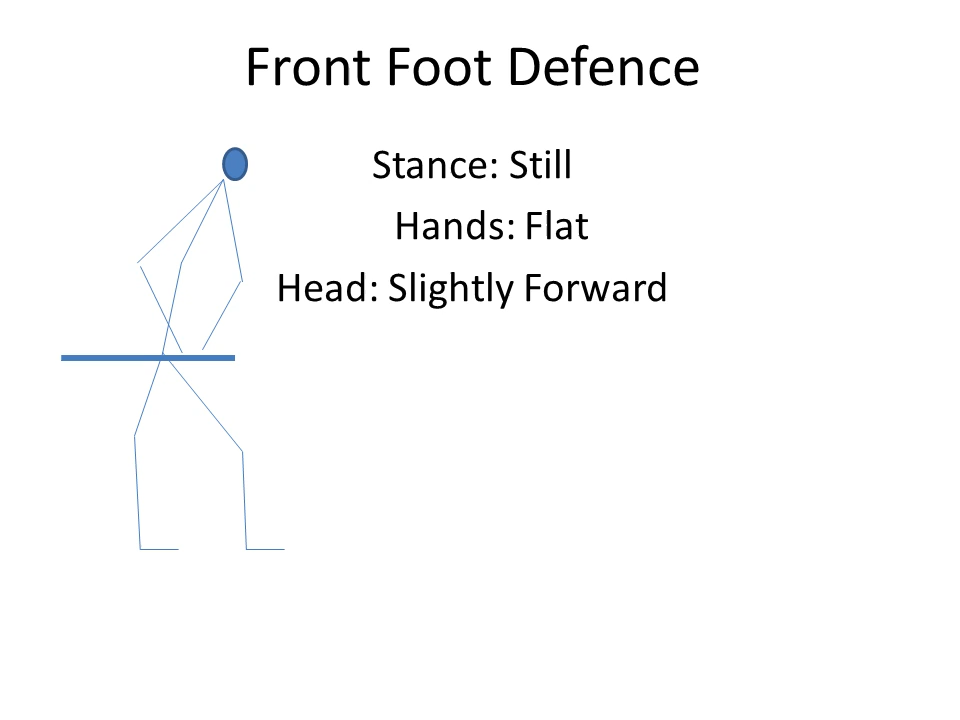 Front Foot Defence
Stance: Still
Hands: Flat
Head: Slightly Forward